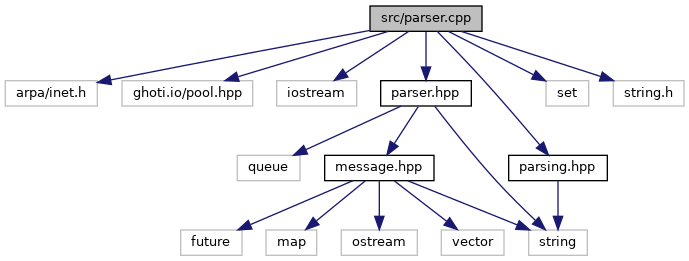 src/parser.cpp
arpa/inet.h
ghoti.io/pool.hpp
iostream
parser.hpp
set
string.h
queue
message.hpp
parsing.hpp
future
map
ostream
vector
string